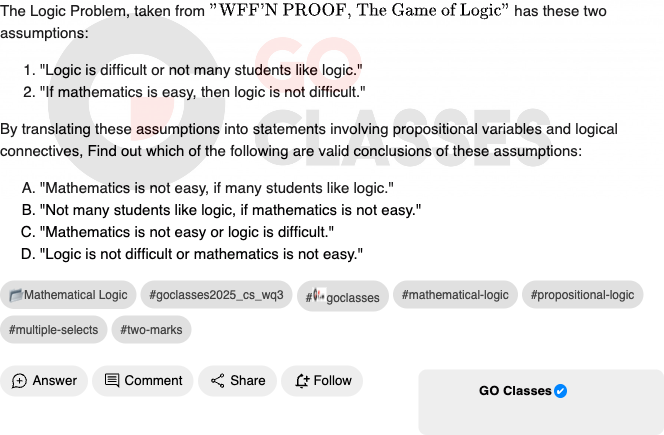 The Logic Problem, taken from ”WFF’N PROOF, The Game of Logic” has these two
assumptions:
1. "Logic is difficult or not many students like logic."
2. "If mathematics is easy, then logic is not difficult."
By translating these assumptions into statements involving propositional variables and logical
connectives, Find out which of the following are valid conclusions of these assumptions:
A. "Mathematics is not easy, if many students like logic."
B. "Not many students like logic, if mathematics is not easy."
C. "Mathematics is not easy or logic is difficult."
D. "Logic is not difficult or mathematics is not easy."
GO
CLASSES
Mathematical Logic #goclasses2025_cs_wq3 # goclasses #mathematical-logic #propositional-logic
#multiple-selects #two-marks
Answer Comment Share Follow
GO Classes